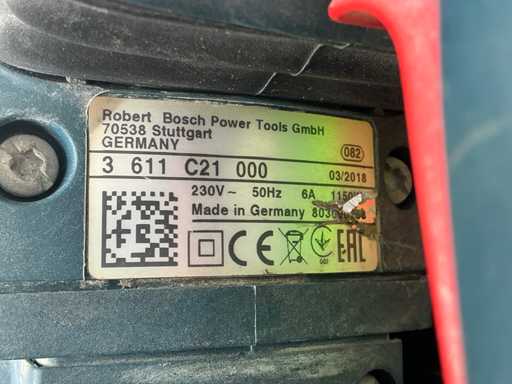 Robert Bosch Power Tools GmbH
70538 Stuttgart
GERMANY
082
3 611 C21 000
03/2018
230V~ 50Hz 6A
Made in Germany
CE
001
EAC